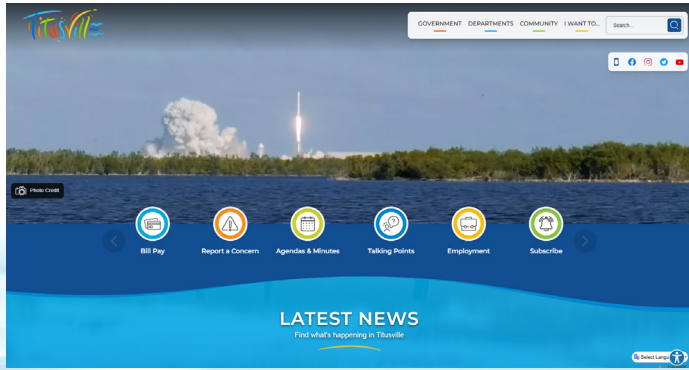 Titusville
GOVERNMENT DEPARTMENTS COMMUNITY I WANT TO...
Search...
Photo Credit
Bill Pay Report a Concern Agendas & Minutes Talking Points Employment Subscribe
LATEST NEWS
Find what's happening in Titusville
Select Langu